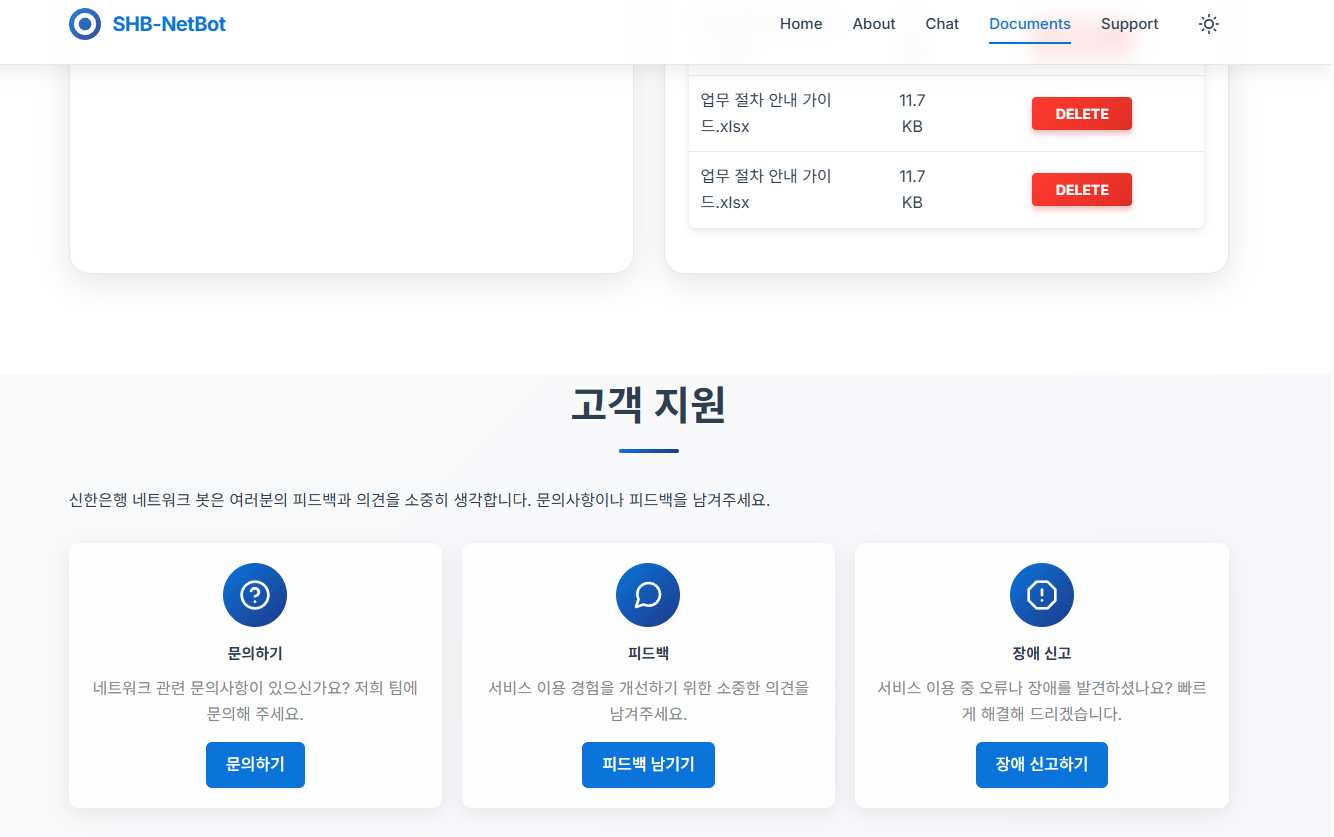 SHB-NetBot
Home About Chat Documents Support
업무 절차 안내 가이
드.xlsx
11.7
KB
DELETE
업무 절차 안내 가이
드.xlsx
11.7
KB
DELETE
고객 지원
신한은행 네트워크 봇은 여러분의 피드백과 의견을 소중히 생각합니다. 문의사항이나 피드백을 남겨주세요.
문의하기
네트워크 관련 문의사항이 있으신가요? 저희 팀에
문의해 주세요.
문의하기
피드백
서비스 이용 경험을 개선하기 위한 소중한 의견을
남겨주세요.
피드백 남기기
장애 신고
서비스 이용 중 오류나 장애를 발견하셨나요? 빠르
게 해결해 드리겠습니다.
장애 신고하기